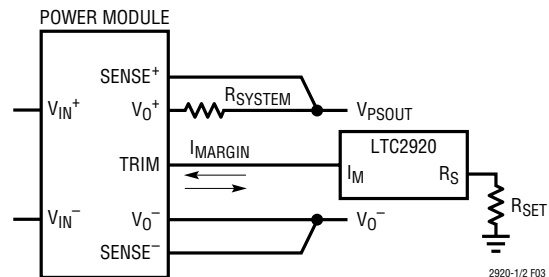 POWER MODULE
SENSE+
VIN+
VO+
RSYSTEM
VPSOUT
TRIM
IMARGIN
LTC2920
IM
RS
RSET
VIN−
VO−
VO−
SENSE−
2920-1/2 F03